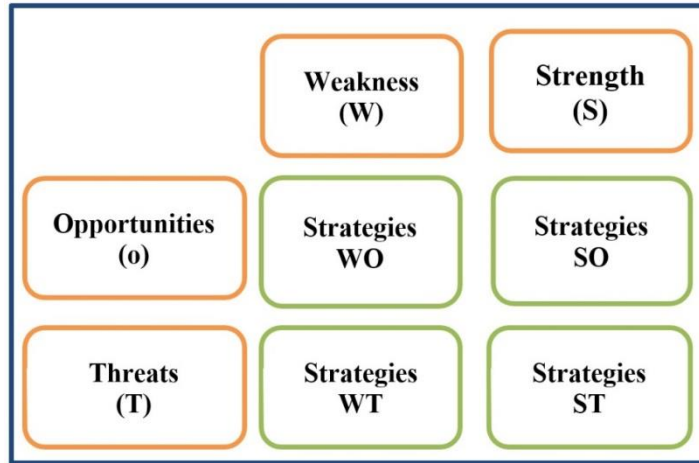 Weakness
(W)
Strength
(S)
Opportunities
(o)
Strategies
WO
Strategies
SO
Threats
(T)
Strategies
WT
Strategies
ST